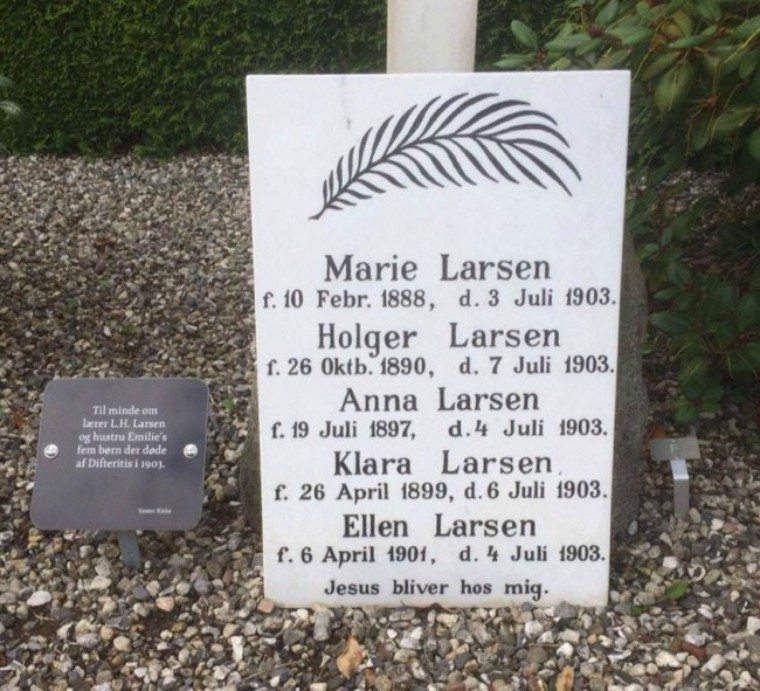 Marie Larsen
f. 10 Febr. 1888, d. 3 Juli 1903.
Holger Larsen
f. 26 Oktb. 1890, d. 7 Juli 1903.
Anna Larsen
f. 19 Juli 1897, d. 4 Juli 1903.
Klara Larsen
f. 26 April 1899, d. 6 Juli 1903.
Ellen Larsen
f. 6 April 1901, d. 4 Juli 1903.
Jesus bliver hos mig.
Til minde om
lærer L.H. Larsen
og hustru Emilie's
fem børn der døde
af Difteritis i 1903.
Vester Kirke